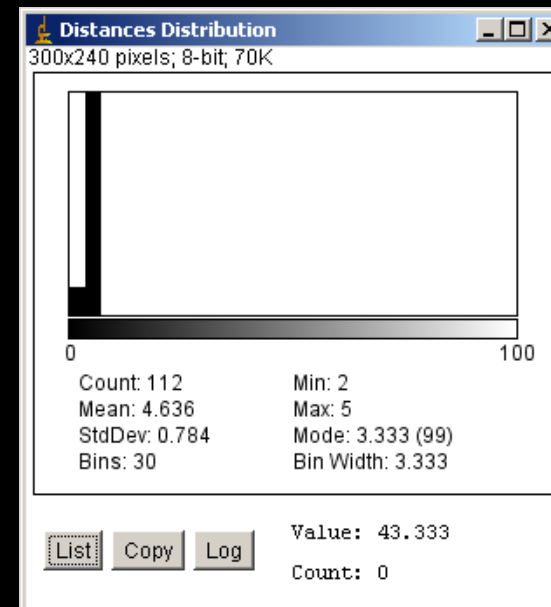 Distances Distribution
300x240 pixels; 8-bit; 70K
0 100
Count: 112 Min: 2
Mean: 4.636 Max: 5
StdDev: 0.784 Mode: 3.333 (99)
Bins: 30 Bin Width: 3.333
List Copy Log Value: 43.333
Count: 0